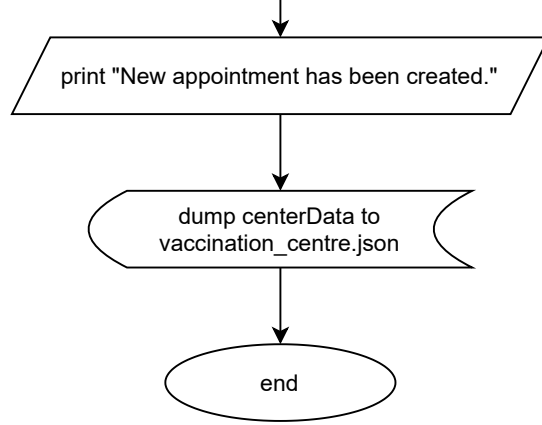 print "New appointment has been created."
dump centerData to
vaccination_centre.json
end